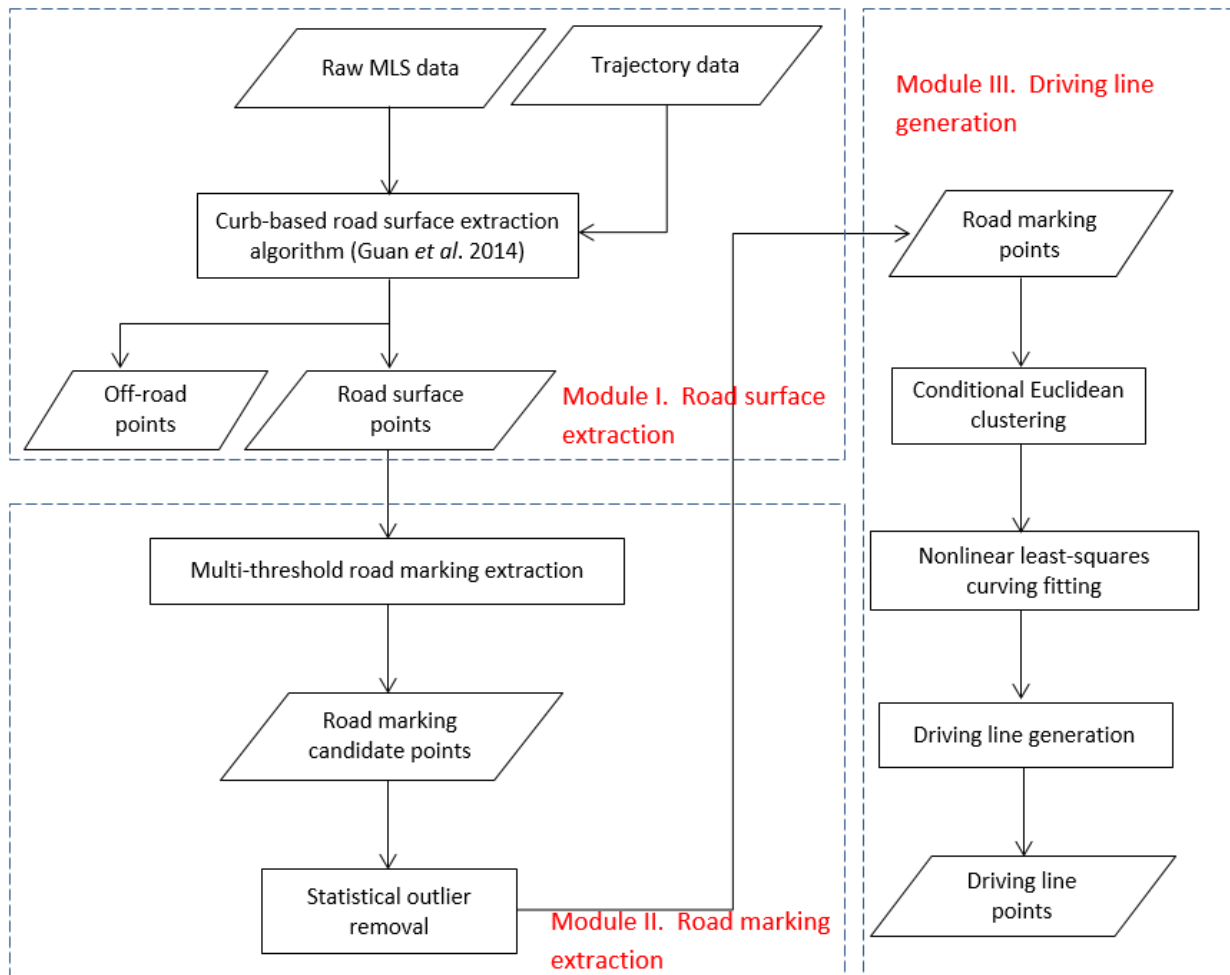 Raw MLS data
Trajectory data
Curb-based road surface extraction
algorithm (Guan et al. 2014)
Off-road
points
Road surface
points
Module I.  Road surface
extraction
Multi-threshold road marking extraction
Road marking
candidate points
Statistical outlier
removal
Module II.  Road marking
extraction
Module III.  Driving line
generation
Road marking
points
Conditional Euclidean
clustering
Nonlinear least-squares
curving fitting
Driving line generation
Driving line
points